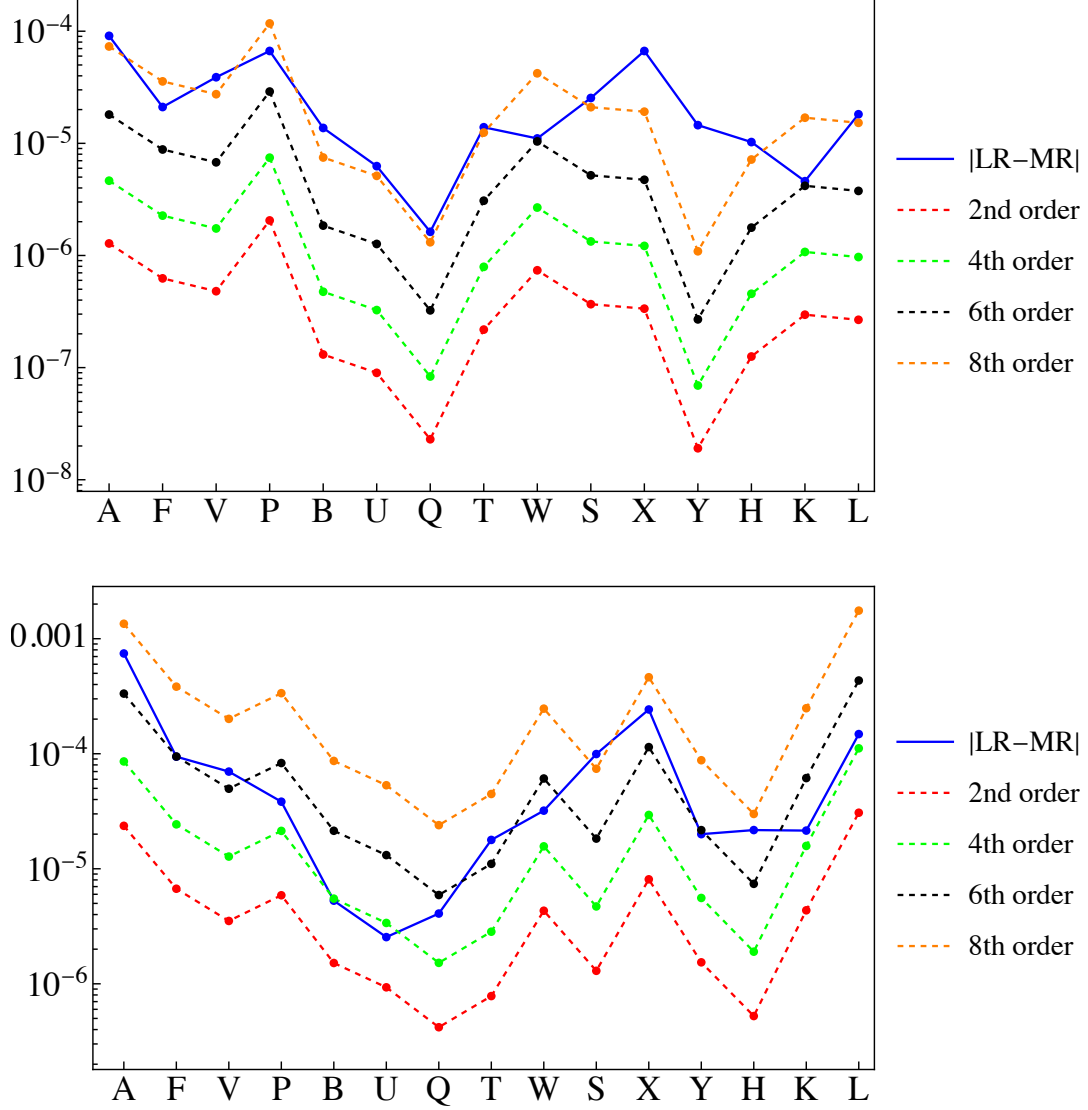 10⁻⁴
10⁻⁵
10⁻⁶
10⁻⁷
10⁻⁸
A F V P B U Q T W S X Y H K L
|LR−MR|
2nd order
4th order
6th order
8th order
0.001
10⁻⁴
10⁻⁵
10⁻⁶
A F V P B U Q T W S X Y H K L
|LR−MR|
2nd order
4th order
6th order
8th order